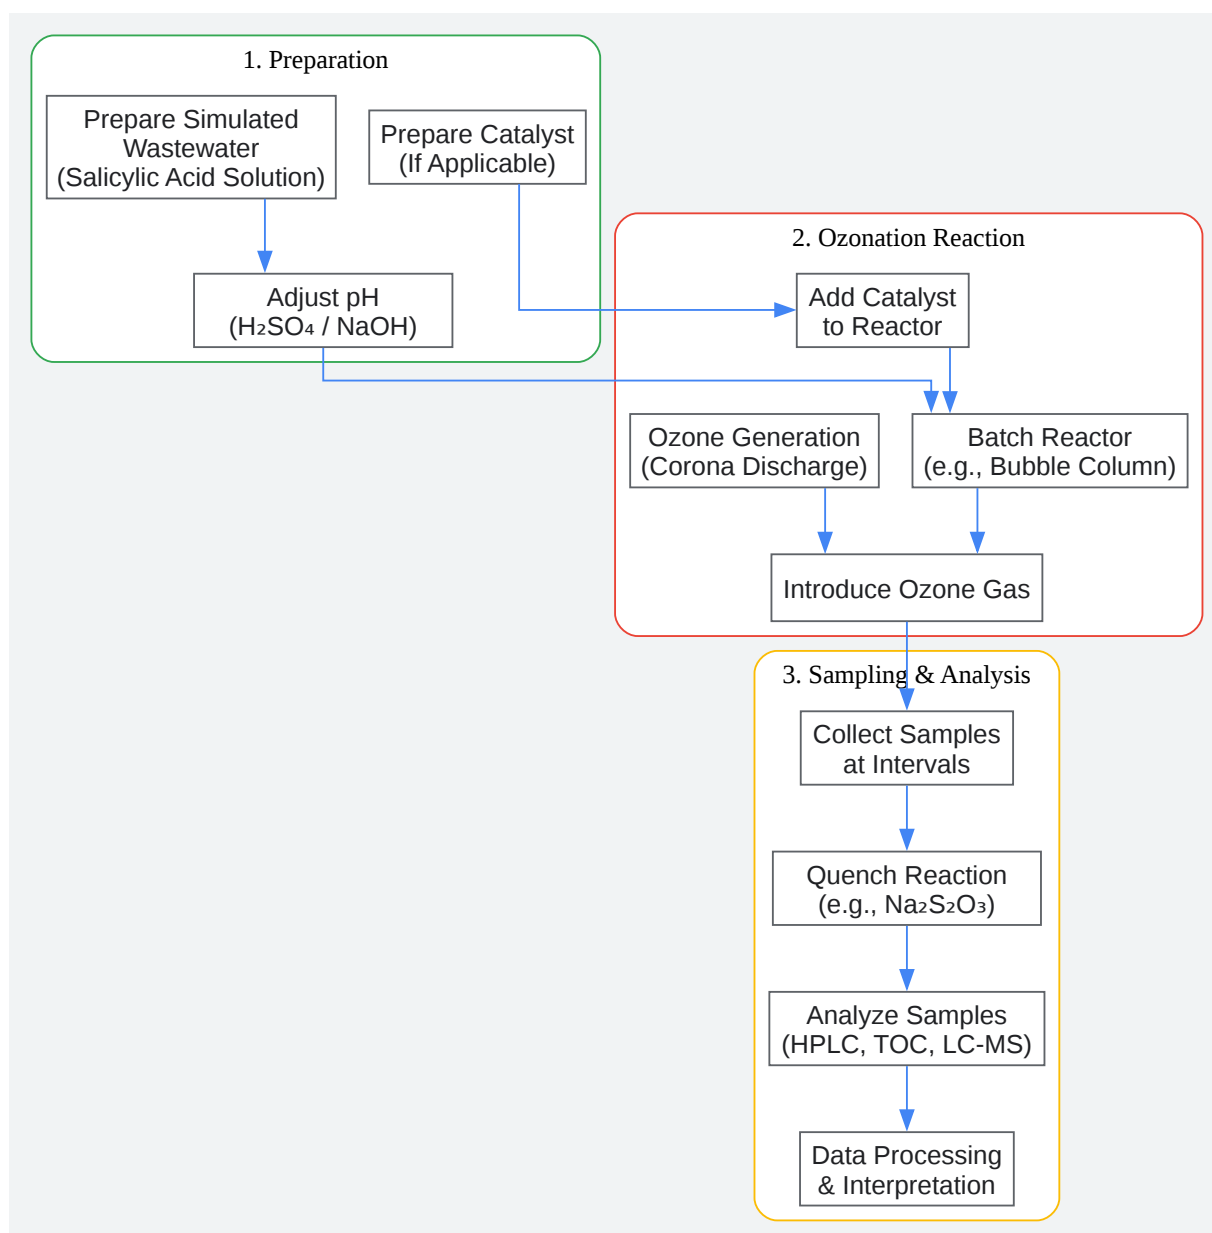 1. Preparation
Prepare Simulated
Wastewater
(Salicylic Acid Solution)
Prepare Catalyst
(If Applicable)
Adjust pH
(H₂SO₄ / NaOH)
2. Ozonation Reaction
Add Catalyst
to Reactor
Ozone Generation
(Corona Discharge)
Batch Reactor
(e.g., Bubble Column)
Introduce Ozone Gas
3. Sampling & Analysis
Collect Samples
at Intervals
Quench Reaction
(e.g., Na₂S₂O₃)
Analyze Samples
(HPLC, TOC, LC-MS)
Data Processing
& Interpretation